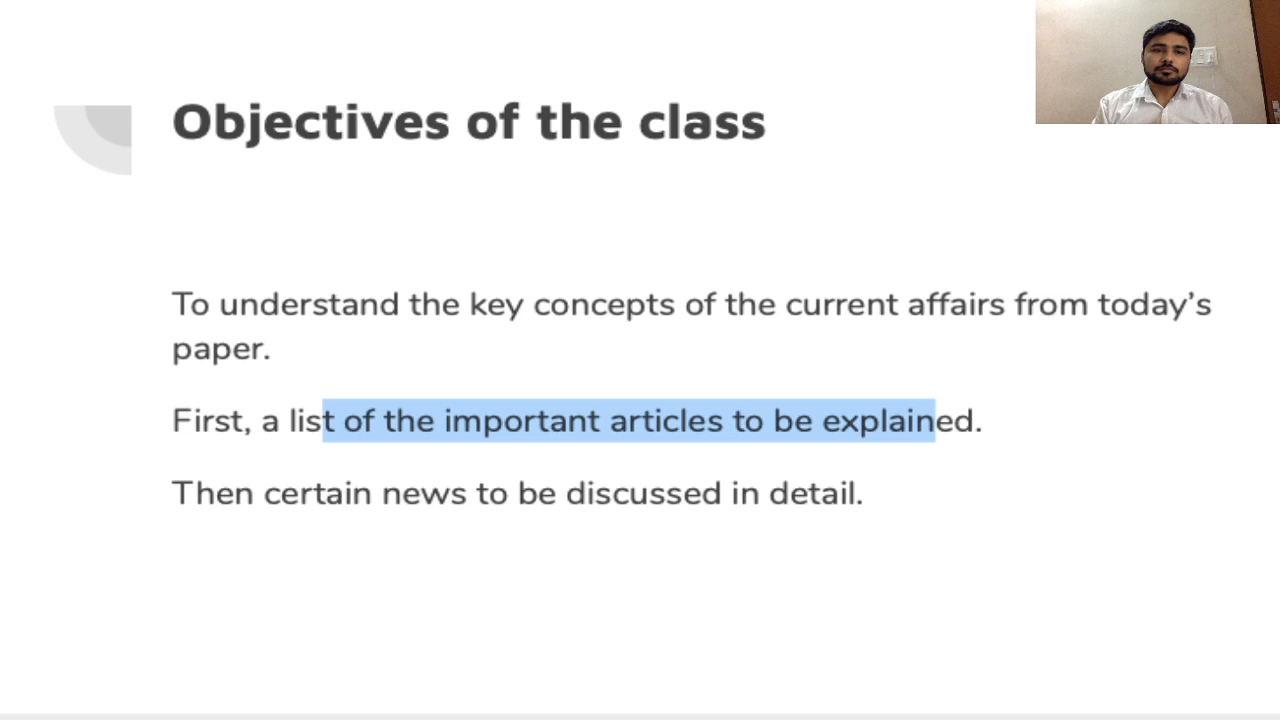 Objectives of the class
To understand the key concepts of the current affairs from today’s
paper.
First, a list of the important articles to be explained.
Then certain news to be discussed in detail.